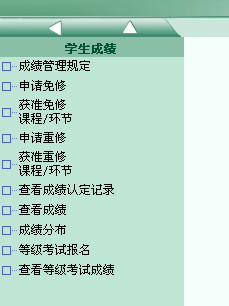 学生成绩
成绩管理规定
申请免修
获准免修
课程/环节
申请重修
获准重修
课程/环节
查看成绩认定记录
查看成绩
成绩分布
等级考试报名
查看等级考试成绩